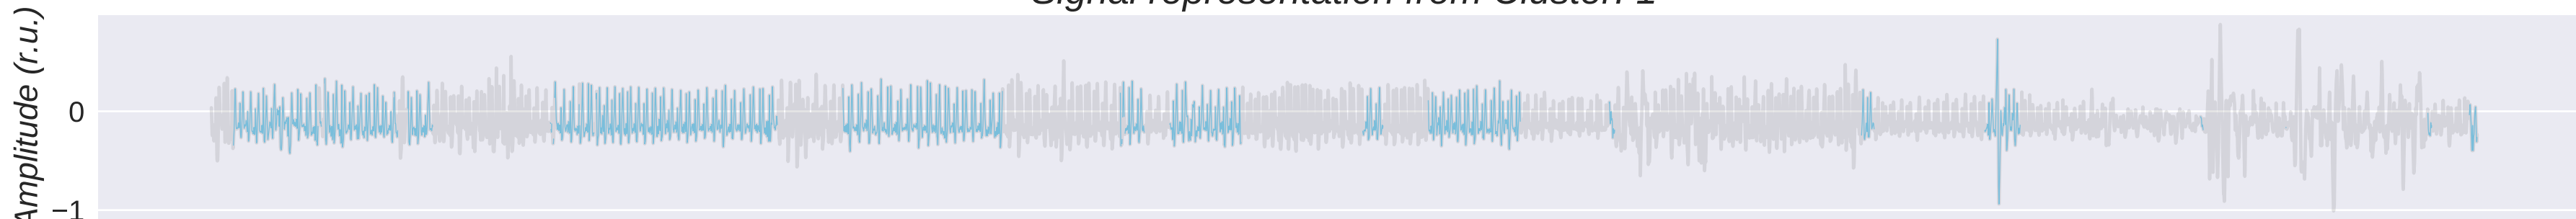 Signal representation from Cluster: 1
Amplitude (r.u.)
0
−1